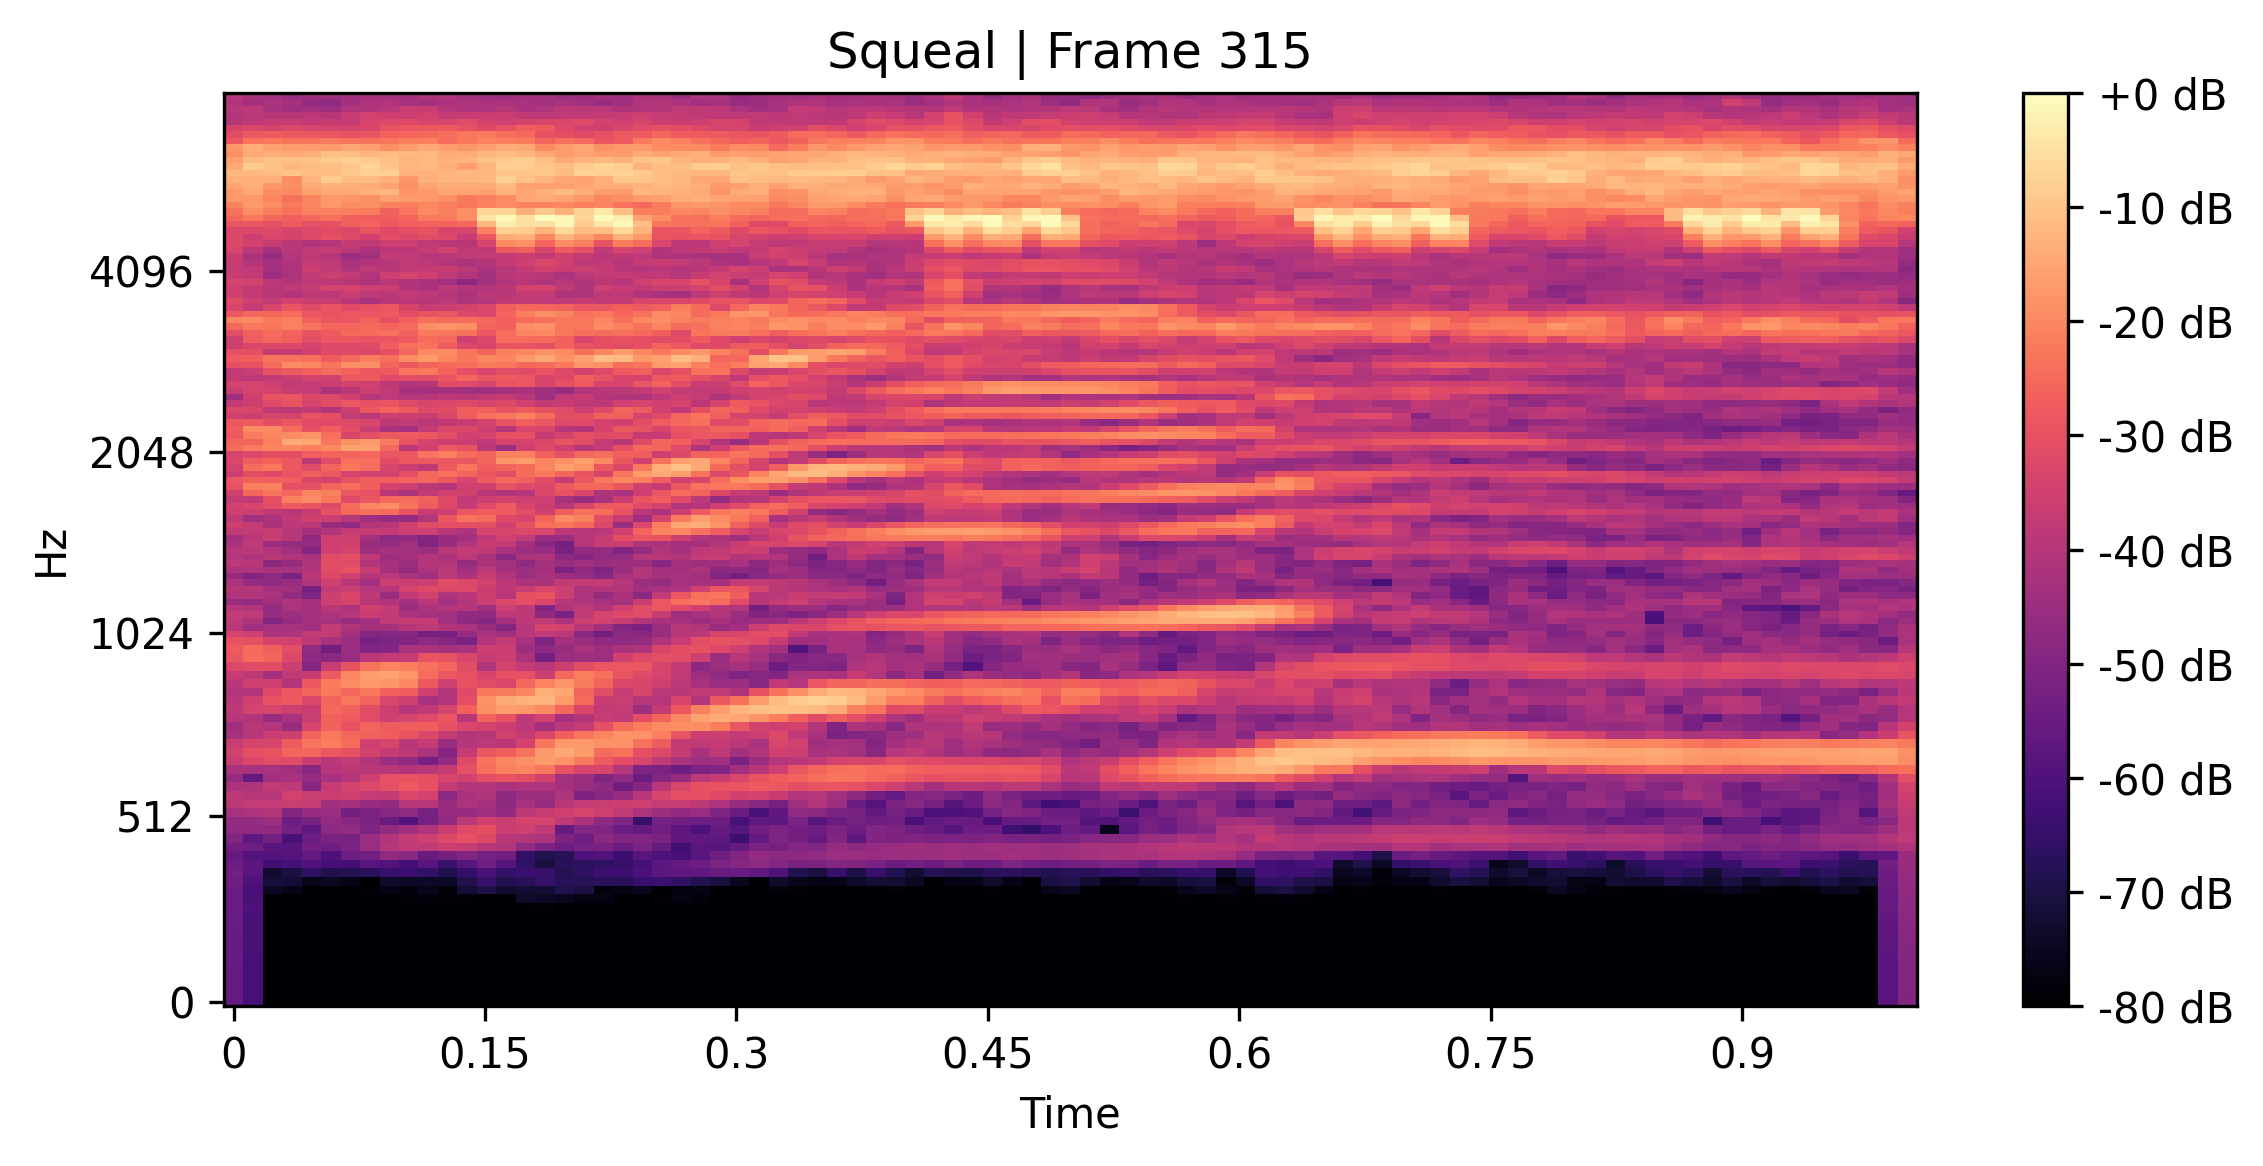 Squeal | Frame 315
+0 dB
-10 dB
-20 dB
-30 dB
-40 dB
-50 dB
-60 dB
-70 dB
-80 dB
Hz
4096
2048
1024
512
0
0 0.15 0.3 0.45 0.6 0.75 0.9
Time